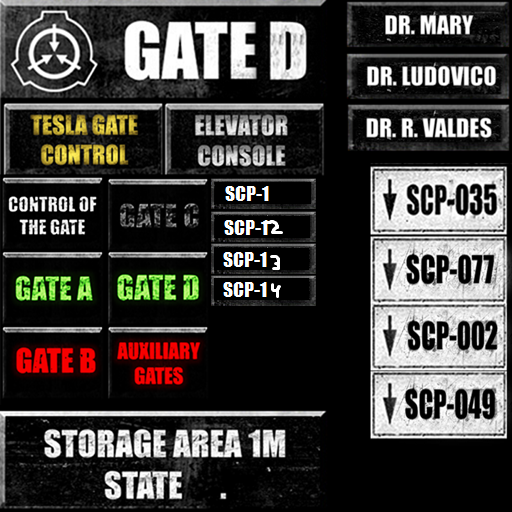 GATE D
DR. MARY
DR. LUDOVICO
DR. R. VALDES
TESLA GATE
CONTROL
ELEVATOR
CONSOLE
CONTROL OF
THE GATE
GATE C
SCP-1
SCP-12
SCP-13
SCP-14
GATE A
GATE D
GATE B
AUXILIARY
GATES
SCP-035
SCP-077
SCP-002
SCP-049
STORAGE AREA 1M
STATE .